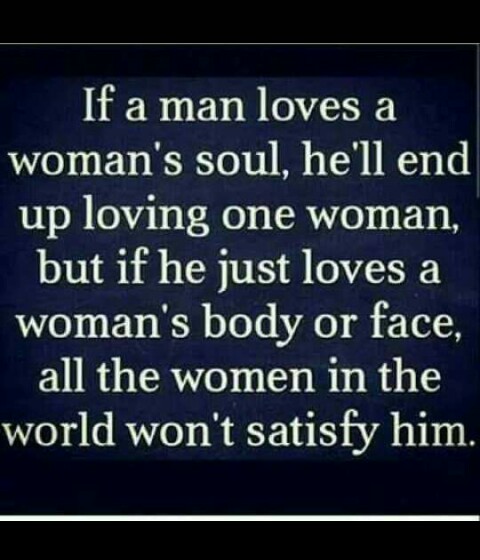 If a man loves a
woman's soul, he'll end
up loving one woman,
but if he just loves a
woman's body or face,
all the women in the
world won't satisfy him.